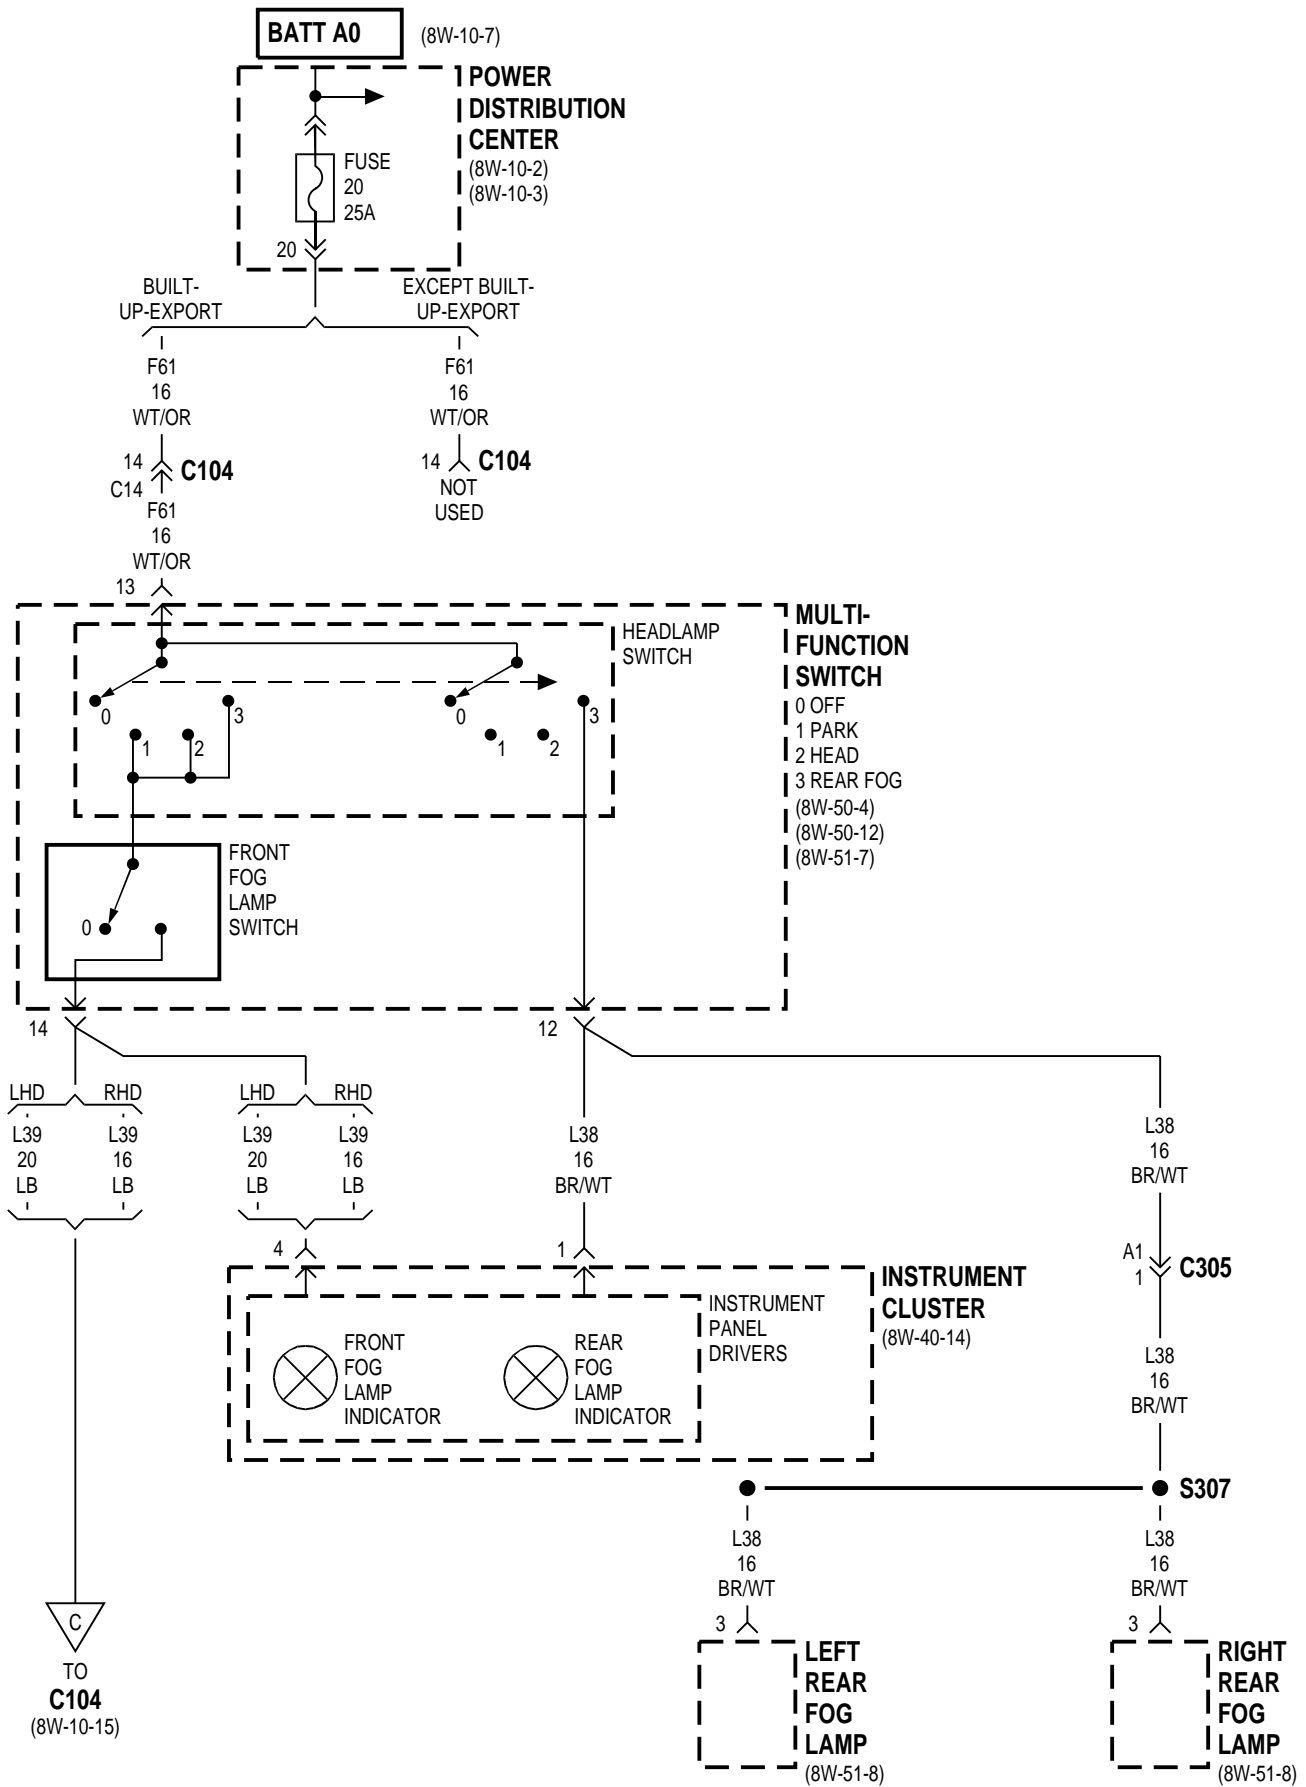 BATT A0
(8W-10-7)
POWER
DISTRIBUTION
CENTER
(8W-10-2)
(8W-10-3)
FUSE
20
25A
20
BUILT-
UP-EXPORT
EXCEPT BUILT-
UP-EXPORT
F61
16
WT/OR
F61
16
WT/OR
14
C104
C14
14
C104
NOT
USED
F61
16
WT/OR
13
MULTI-
FUNCTION
SWITCH
0 OFF
1 PARK
2 HEAD
3 REAR FOG
(8W-50-4)
(8W-50-12)
(8W-51-7)
HEADLAMP
SWITCH
0
1
2
3
0
1
2
3
FRONT
FOG
LAMP
SWITCH
0
14
12
LHD
RHD
LHD
RHD
L39
20
LB
L39
16
LB
L39
20
LB
L39
16
LB
L38
16
BR/WT
L38
16
BR/WT
4
1
A1
1
C305
INSTRUMENT
CLUSTER
(8W-40-14)
INSTRUMENT
PANEL
DRIVERS
FRONT
FOG
LAMP
INDICATOR
REAR
FOG
LAMP
INDICATOR
L38
16
BR/WT
S307
L38
16
BR/WT
L38
16
BR/WT
3
3
C
TO
C104
(8W-10-15)
LEFT
REAR
FOG
LAMP
(8W-51-8)
RIGHT
REAR
FOG
LAMP
(8W-51-8)